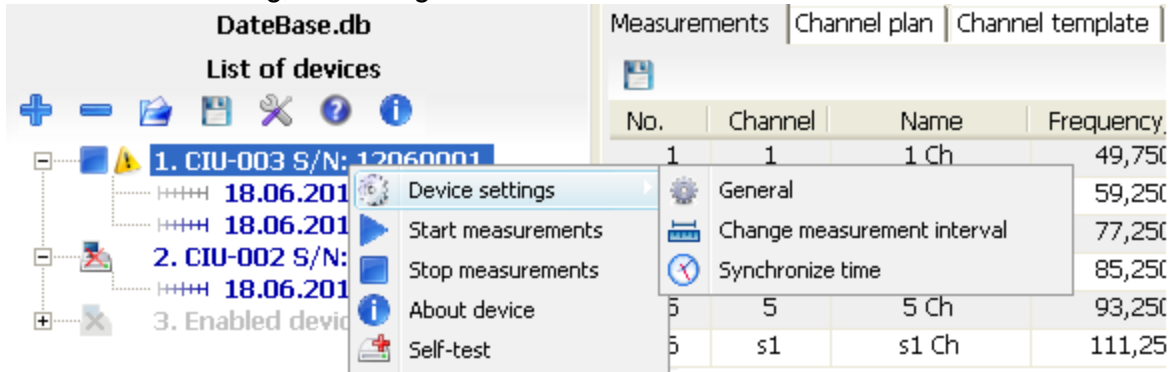 DateBase.db
List of devices
1. CIU-003 S/N: 12060001
18.06.201
18.06.201
2. CIU-002 S/N:
18.06.201
3. Enabled devic
Device settings
Start measurements
Stop measurements
About device
Self-test
General
Change measurement interval
Synchronize time
Measurements Channel plan Channel template
No. Channel Name Frequency,
1 1 1 Ch 49,750
59,250
77,250
85,250
5 5 Ch 93,250
s1 s1 Ch 111,25